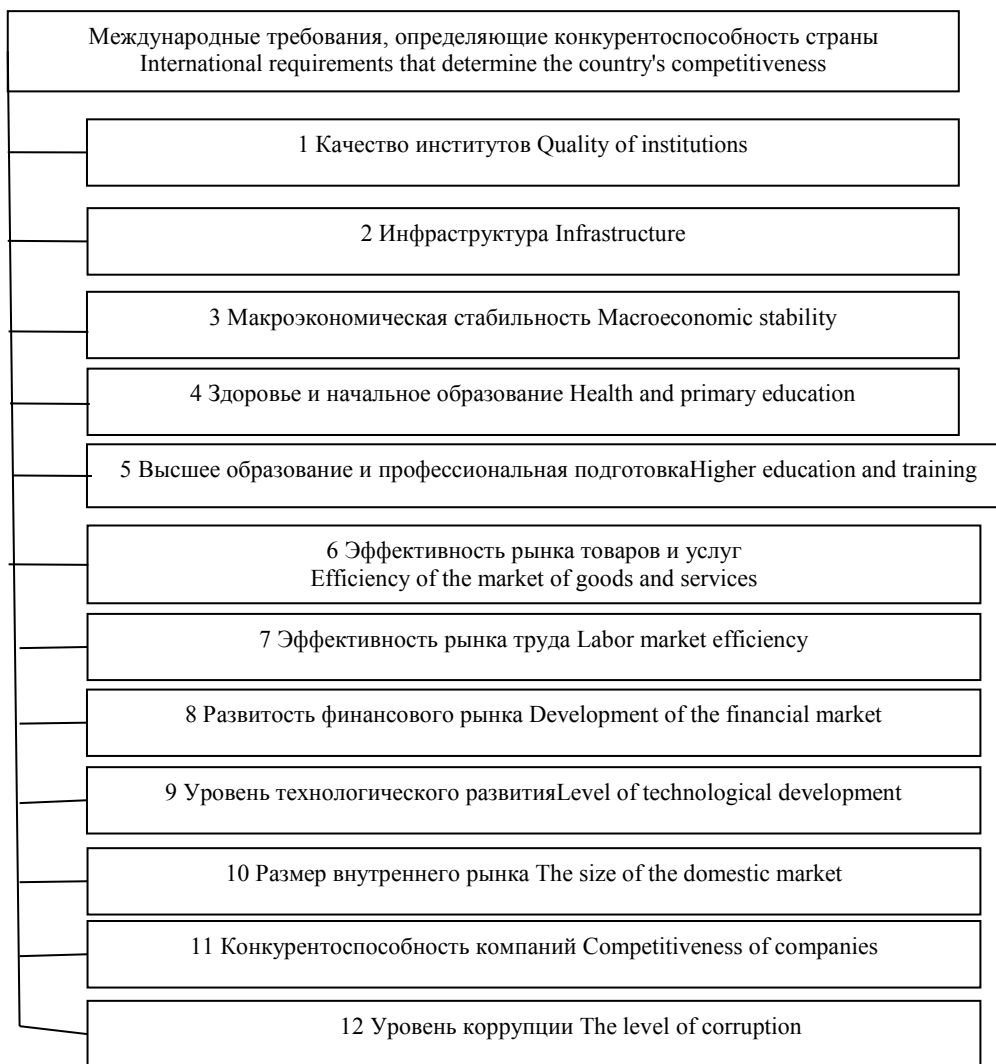 Международные требования, определяющие конкурентоспособность страны
International requirements that determine the country's competitiveness
1 Качество институтов Quality of institutions
2 Инфраструктура Infrastructure
3 Макроэкономическая стабильность Macroeconomic stability
4 Здоровье и начальное образование Health and primary education
5 Высшее образование и профессиональная подготовкаHigher education and training
6 Эффективность рынка товаров и услуг
Efficiency of the market of goods and services
7 Эффективность рынка труда Labor market efficiency
8 Развитость финансового рынка Development of the financial market
9 Уровень технологического развитияLevel of technological development
10 Размер внутреннего рынка The size of the domestic market
11 Конкурентоспособность компаний Competitiveness of companies
12 Уровень коррупции The level of corruption